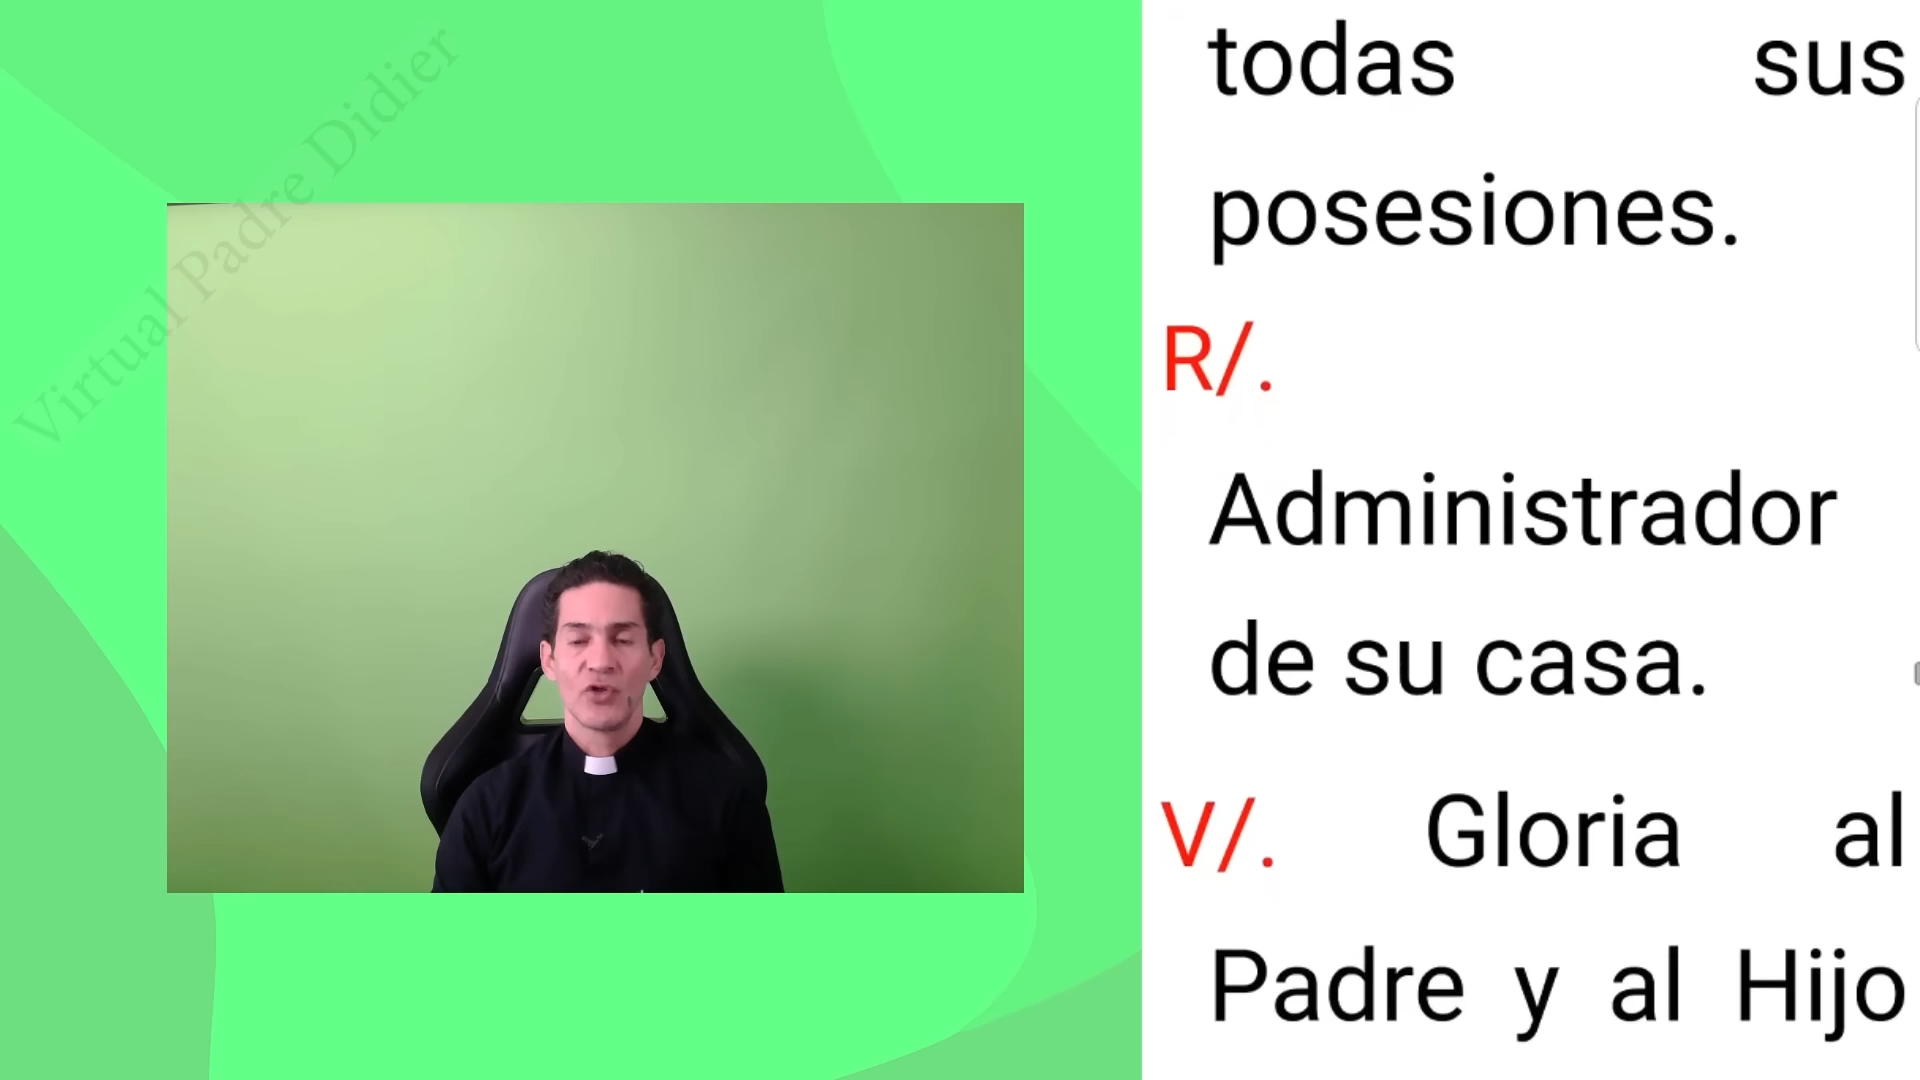 Virtual Padre Didier
todas sus
posesiones.
R/.
Administrador
de su casa.
V/. Gloria al
Padre y al Hijo